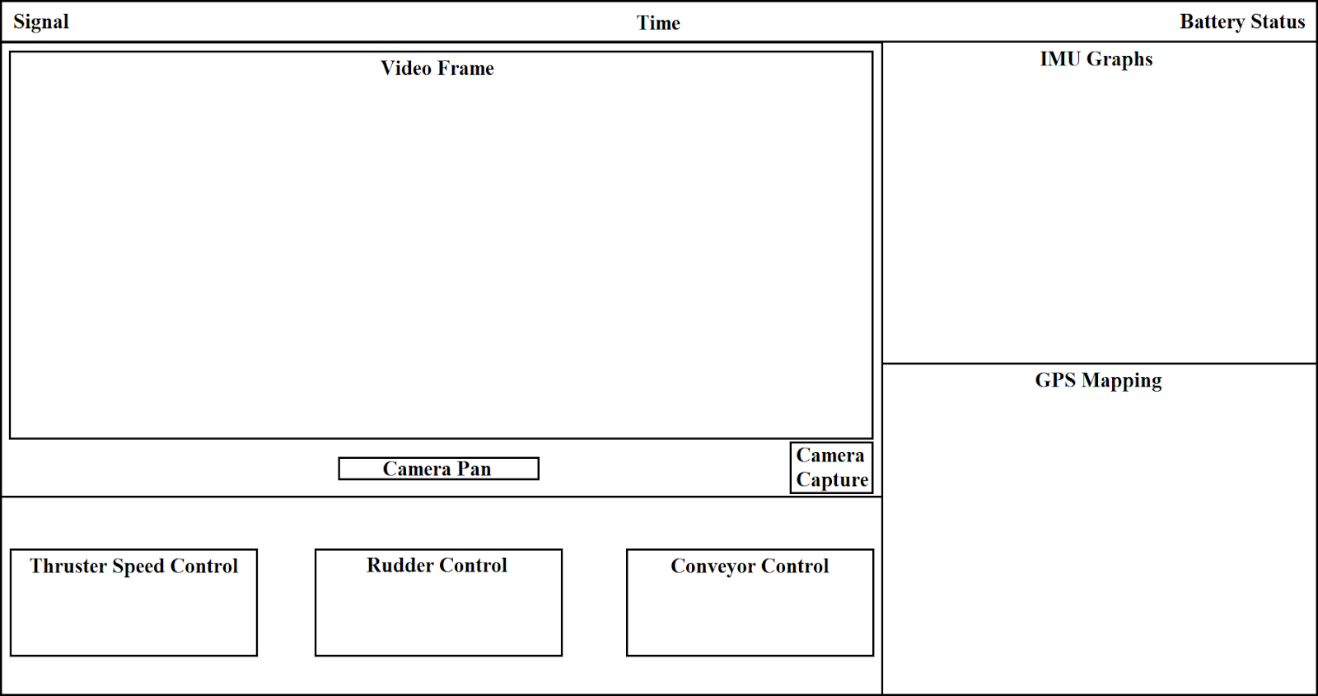 Signal
Time
Battery Status
Video Frame
IMU Graphs
GPS Mapping
Camera Pan
Camera
Capture
Thruster Speed Control
Rudder Control
Conveyor Control